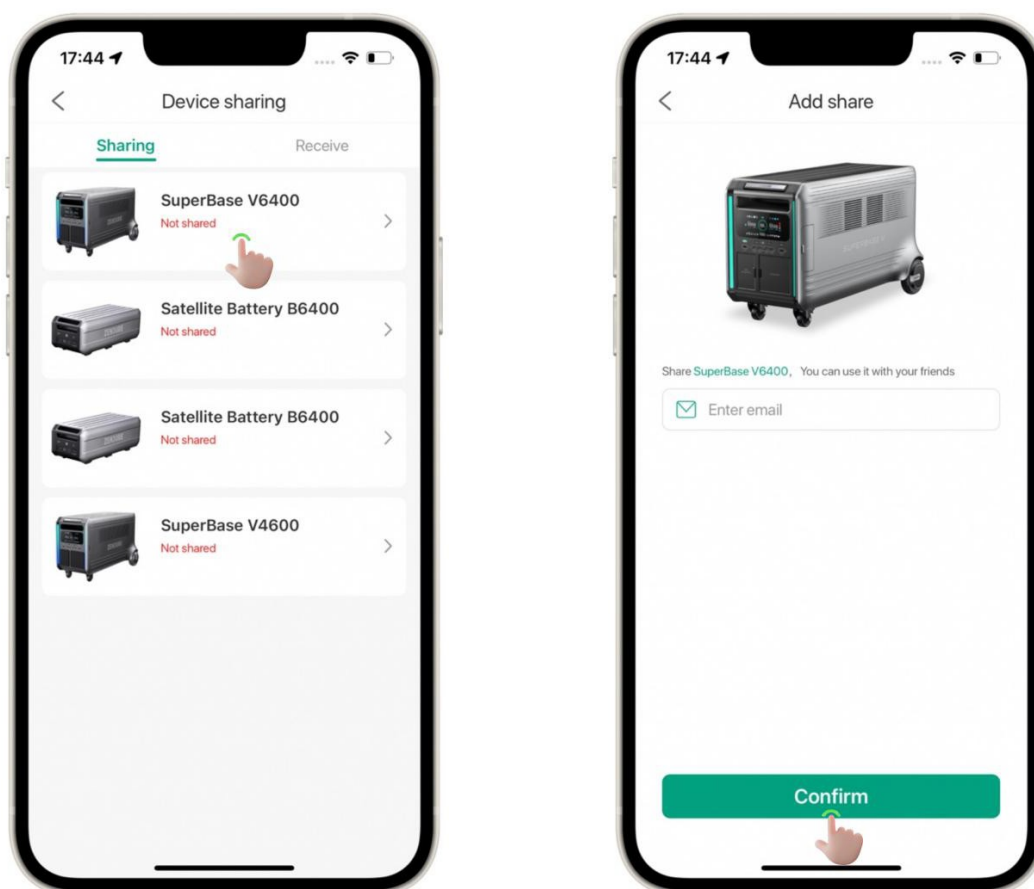 17:44
Device sharing
Sharing Receive
SuperBase V6400
Not shared
Satellite Battery B6400
Not shared
Satellite Battery B6400
Not shared
SuperBase V4600
Not shared
17:44
Add share
SUPERBASE V
Share SuperBase V6400, You can use it with your friends
Enter email
Confirm